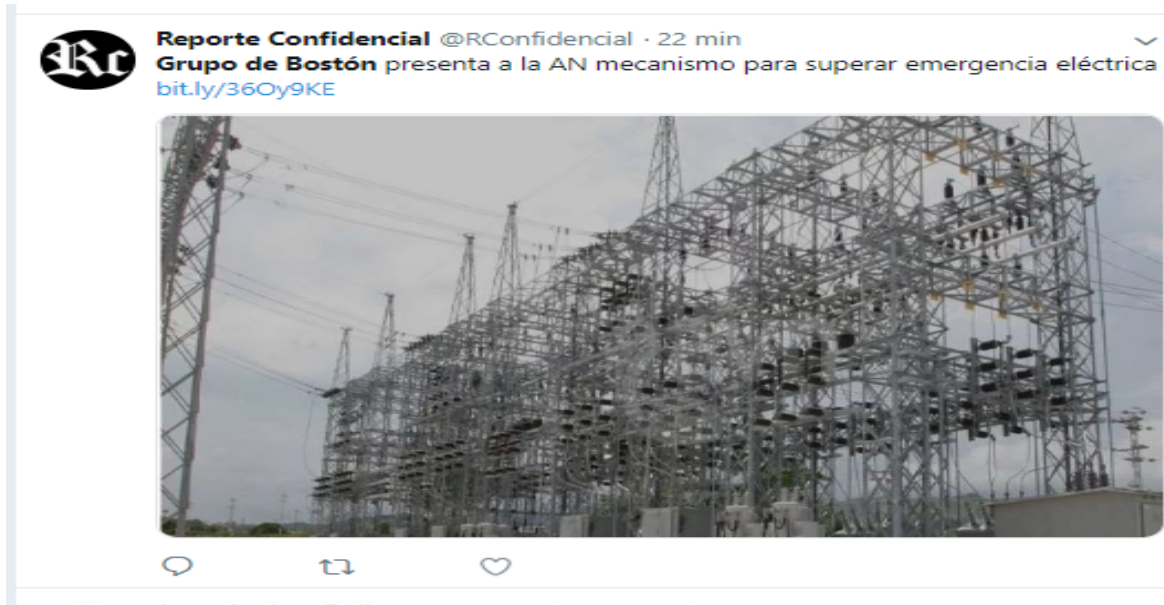 Rc
Reporte Confidencial @RConfidencial · 22 min
Grupo de Bostón presenta a la AN mecanismo para superar emergencia eléctrica
bit.ly/36Oy9KE